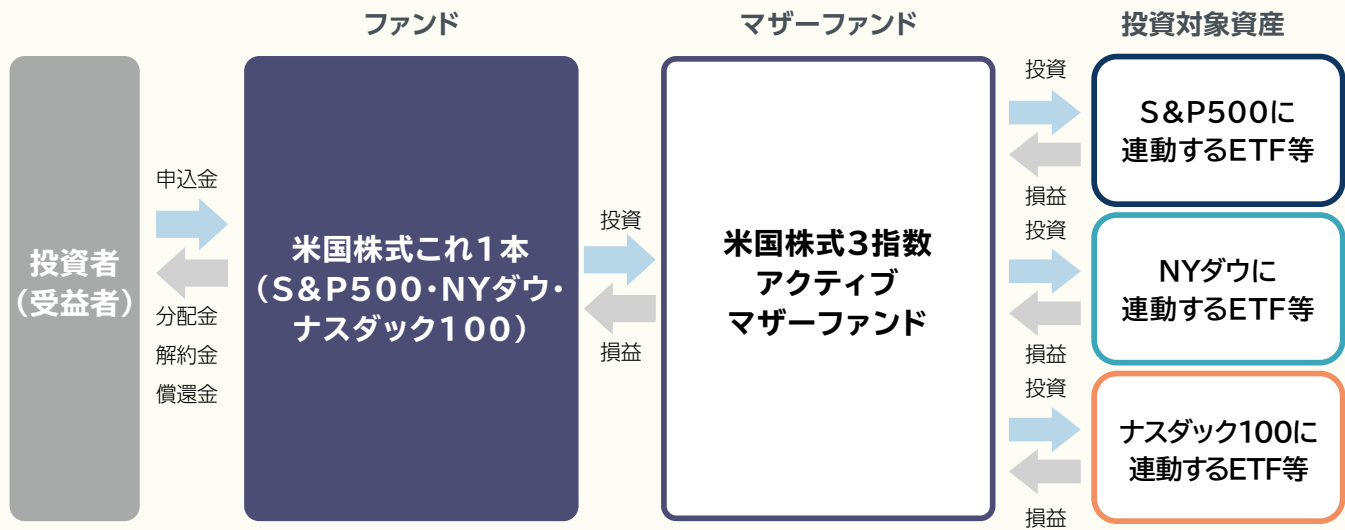 ファンド
マザーファンド
投資対象資産
投資者
（受益者）
申込金
分配金
解約金
償還金
米国株式これ1本
（S&P500・NYダウ・
ナスダック100）
投資
損益
米国株式3指数
アクティブ
マザーファンド
投資
損益
S&P500に
連動するETF等
投資
損益
NYダウに
連動するETF等
投資
損益
ナスダック100に
連動するETF等